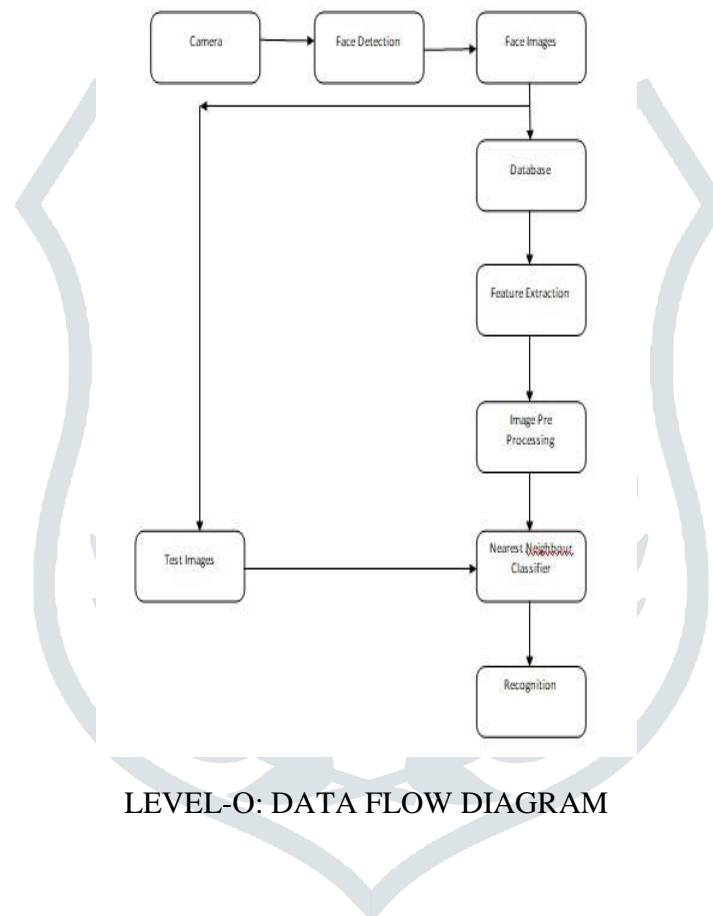 Camera
Face Detection
Face Images
Database
Feature Extraction
Image Pre
Processing
Test Images
Nearest Neighbour
Classifier
Recognition
LEVEL-O: DATA FLOW DIAGRAM